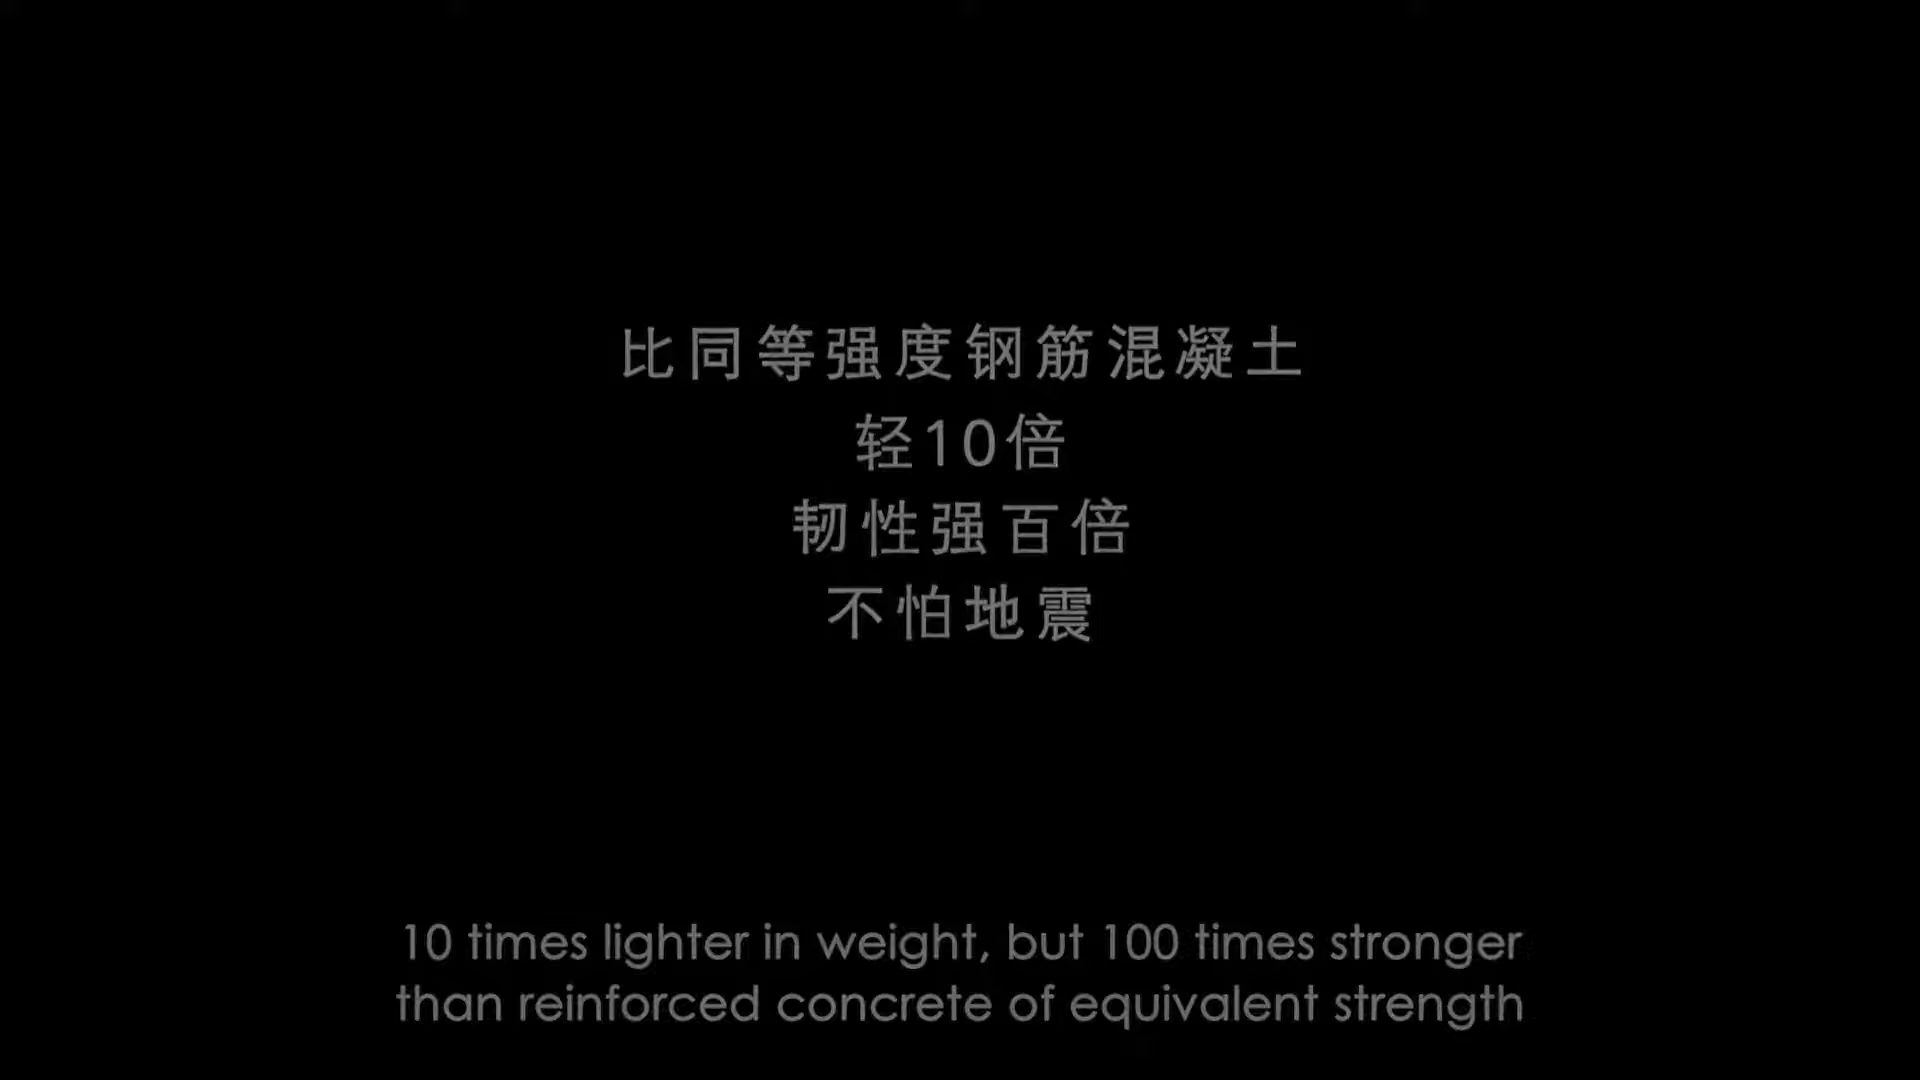 比同等强度钢筋混凝土
轻10倍
韧性强百倍
不怕地震
10 times lighter in weight, but 100 times stronger
than reinforced concrete of equivalent strength